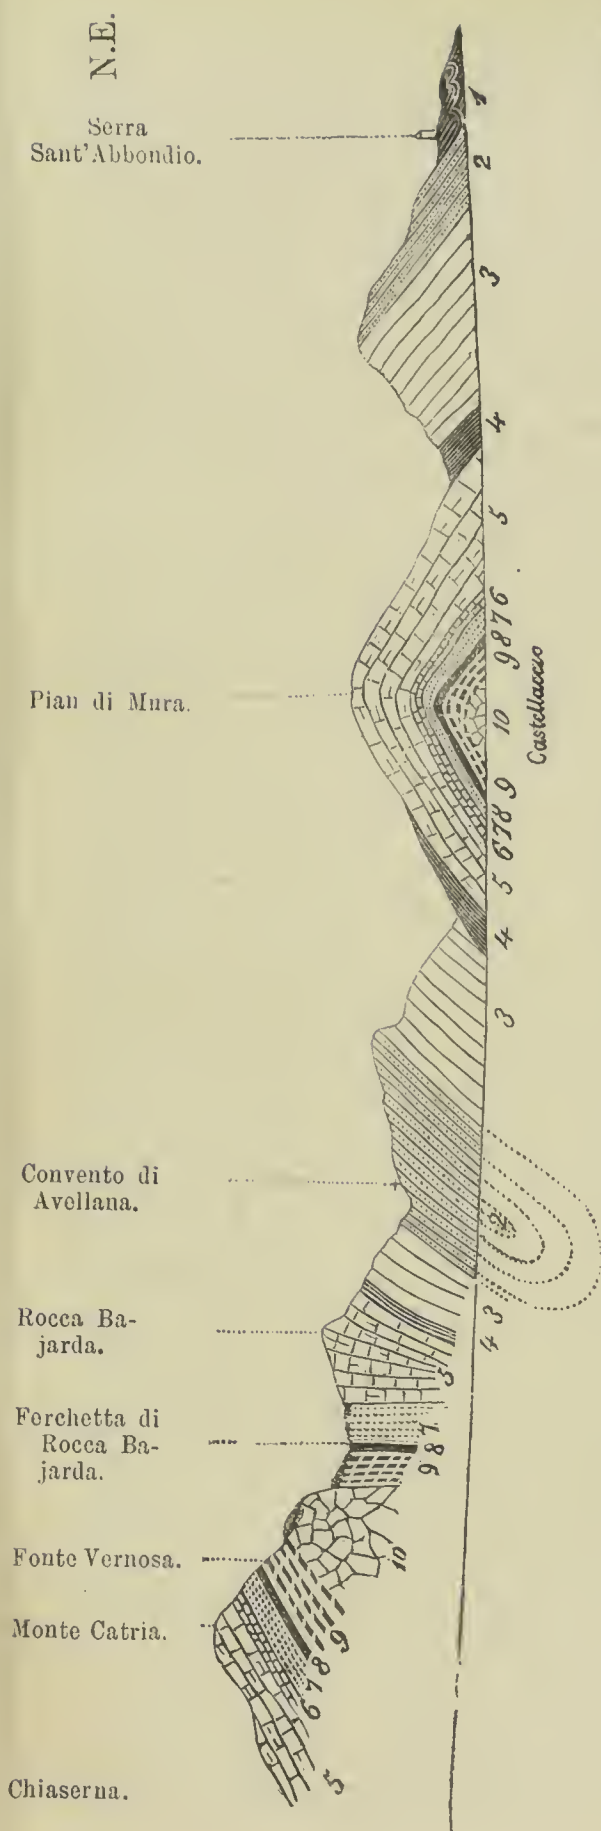 N.E.
Serra
Sant'Abbondio.
1
2
3
4
5
6
7
8
9
Pian di Mura.
10
Castellaccio
9
8
7
6
5
4
3
Convento di
Avellana.
2
3
4
Rocca Ba-
jarda.
5
Forchetta di
Rocca Ba-
jarda.
7
8
9
Fonte Vernosa.
10
Monte Catria.
9
8
7
6
5
Chiaserna.